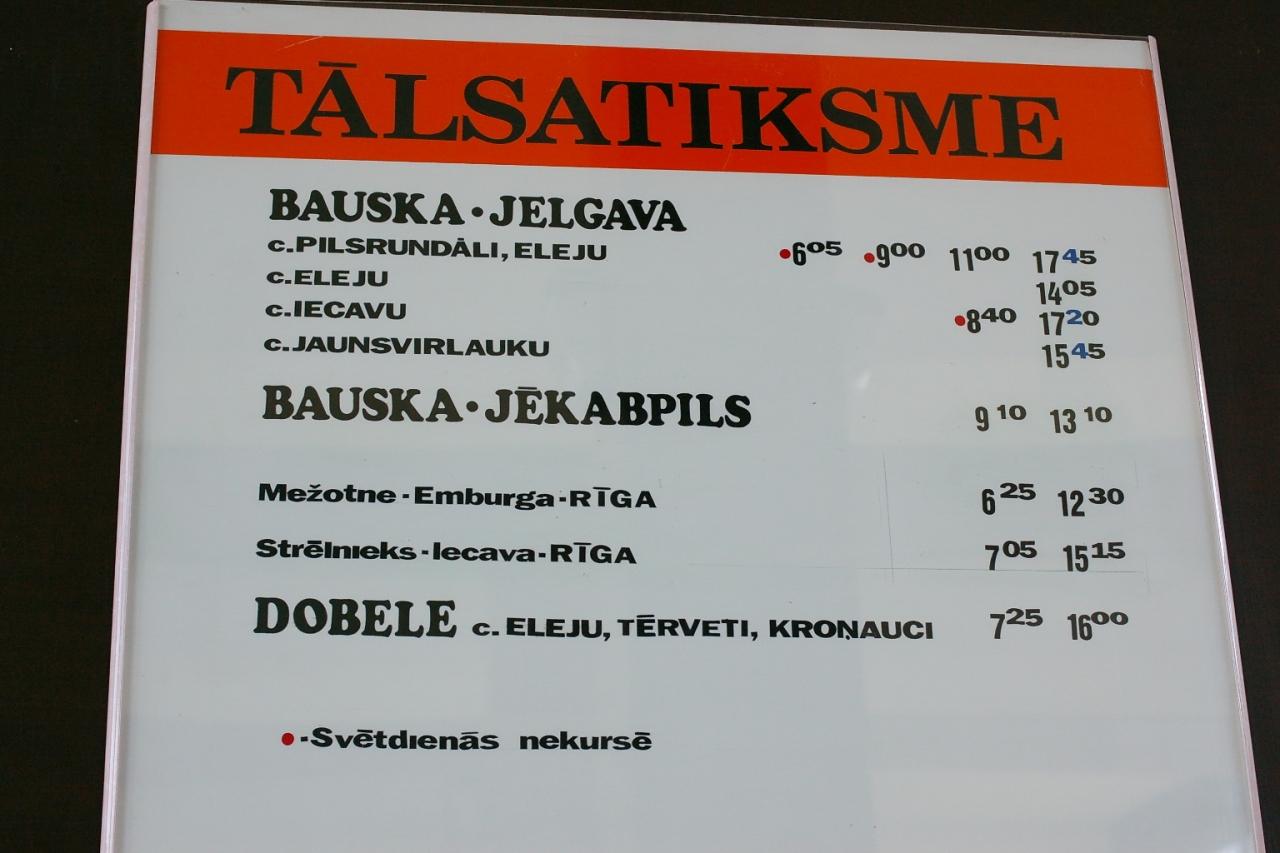 TĀLSATIKSME
BAUSKA·JELGAVA
c.PILSRUNDĀLI, ELEJU •6⁰⁵ •9⁰⁰ 11⁰⁰ 17⁴⁵
c.ELEJU 14⁰⁵
c.IECAVU •8⁴⁰ 17²⁰
c.JAUNSVIRLAUKU 15⁴⁵
BAUSKA·JĒKABPILS 9¹⁰ 13¹⁰
Mežotne-Emburga-RĪGA 6²⁵ 12³⁰
Strēlnieks-Iecava-RĪGA 7⁰⁵ 15¹⁵
DOBELE c. ELEJU, TĒRVETI, KROŅAUCI 7²⁵ 16⁰⁰
•-Svētdienās nekursē